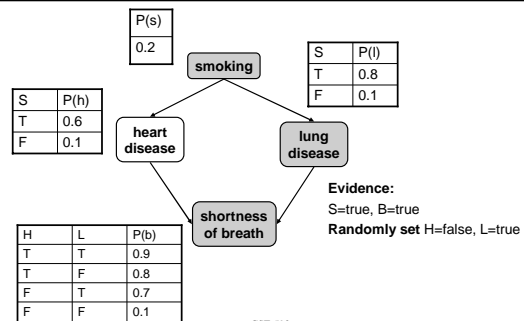 P(s)
0.2
smoking
S P(l)
T 0.8
F 0.1
S P(h)
T 0.6
F 0.1
heart
disease
lung
disease
Evidence:
S=true, B=true
Randomly set H=false, L=true
shortness
of breath
H L P(b)
T T 0.9
T F 0.8
F T 0.7
F F 0.1